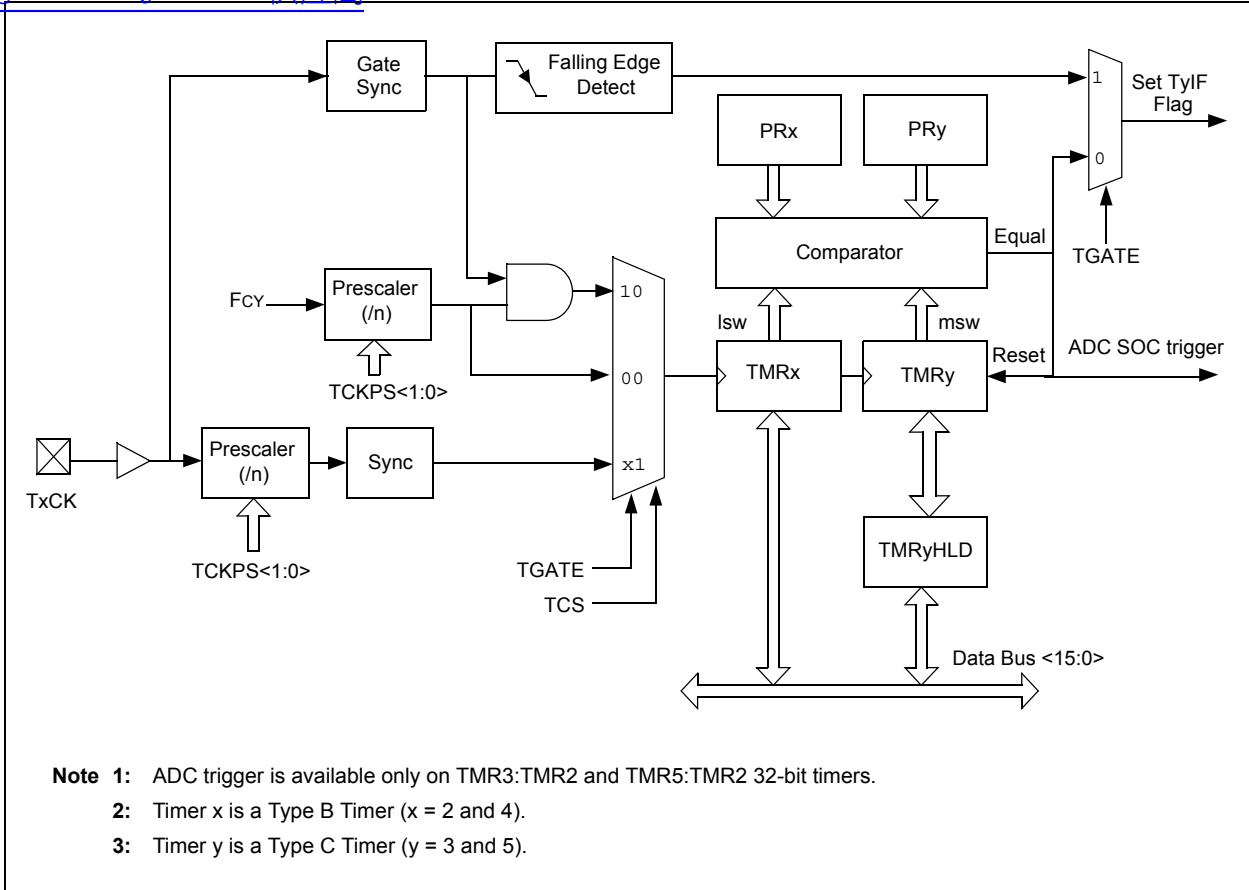 Gate
Sync
Falling Edge
Detect
1
Set TyIF
Flag
PRx
PRy
0
Comparator
Equal
TGATE
FCY
Prescaler
(/n)
10
lsw
msw
TCKPS<1:0>
00
TMRx
TMRy
Reset
ADC SOC trigger
TxCK
Prescaler
(/n)
Sync
x1
TCKPS<1:0>
TGATE
TCS
TMRyHLD
Data Bus <15:0>
Note 1: ADC trigger is available only on TMR3:TMR2 and TMR5:TMR2 32-bit timers.
2: Timer x is a Type B Timer (x = 2 and 4).
3: Timer y is a Type C Timer (y = 3 and 5).